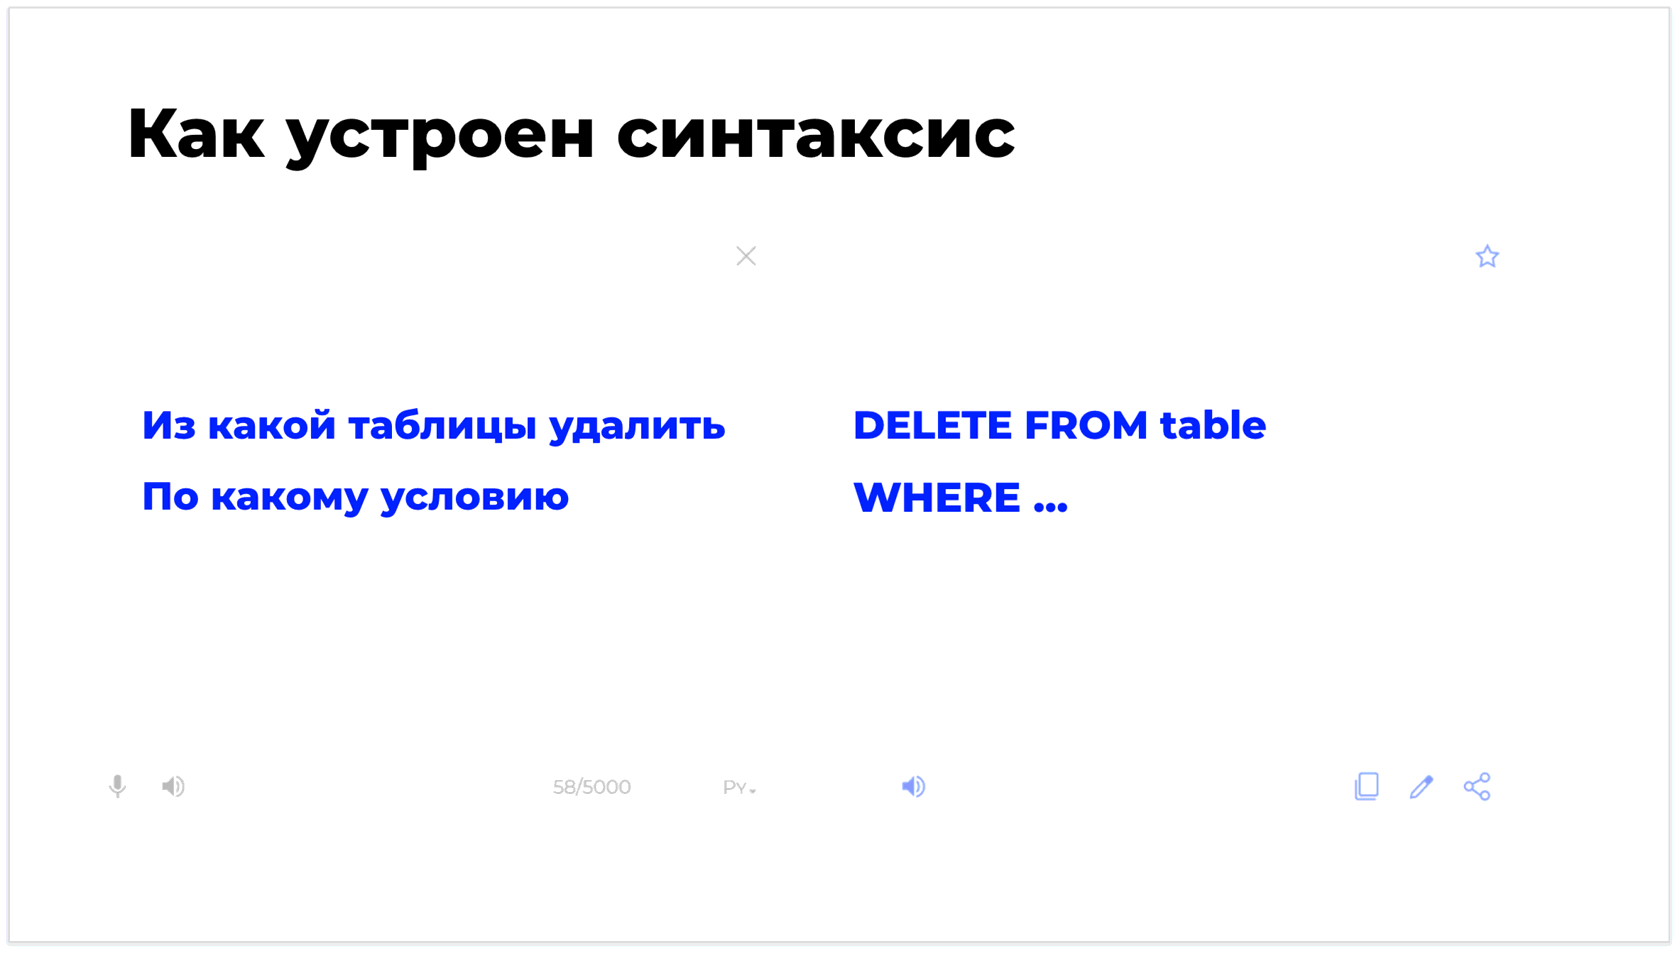 Как устроен синтаксис
Из какой таблицы удалить
По какому условию
DELETE FROM table
WHERE ...
58/5000
Ру